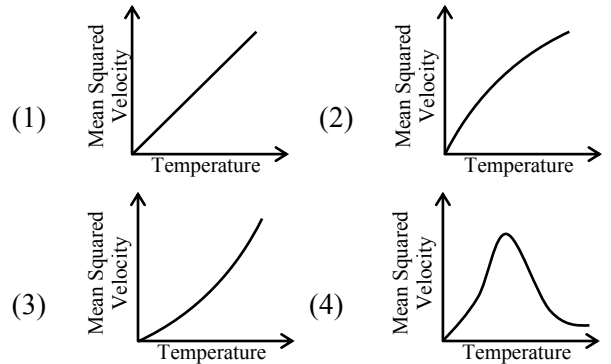 (1)
Mean Squared
Velocity
Temperature
(2)
Mean Squared
Velocity
Temperature
(3)
Mean Squared
Velocity
Temperature
(4)
Mean Squared
Velocity
Temperature